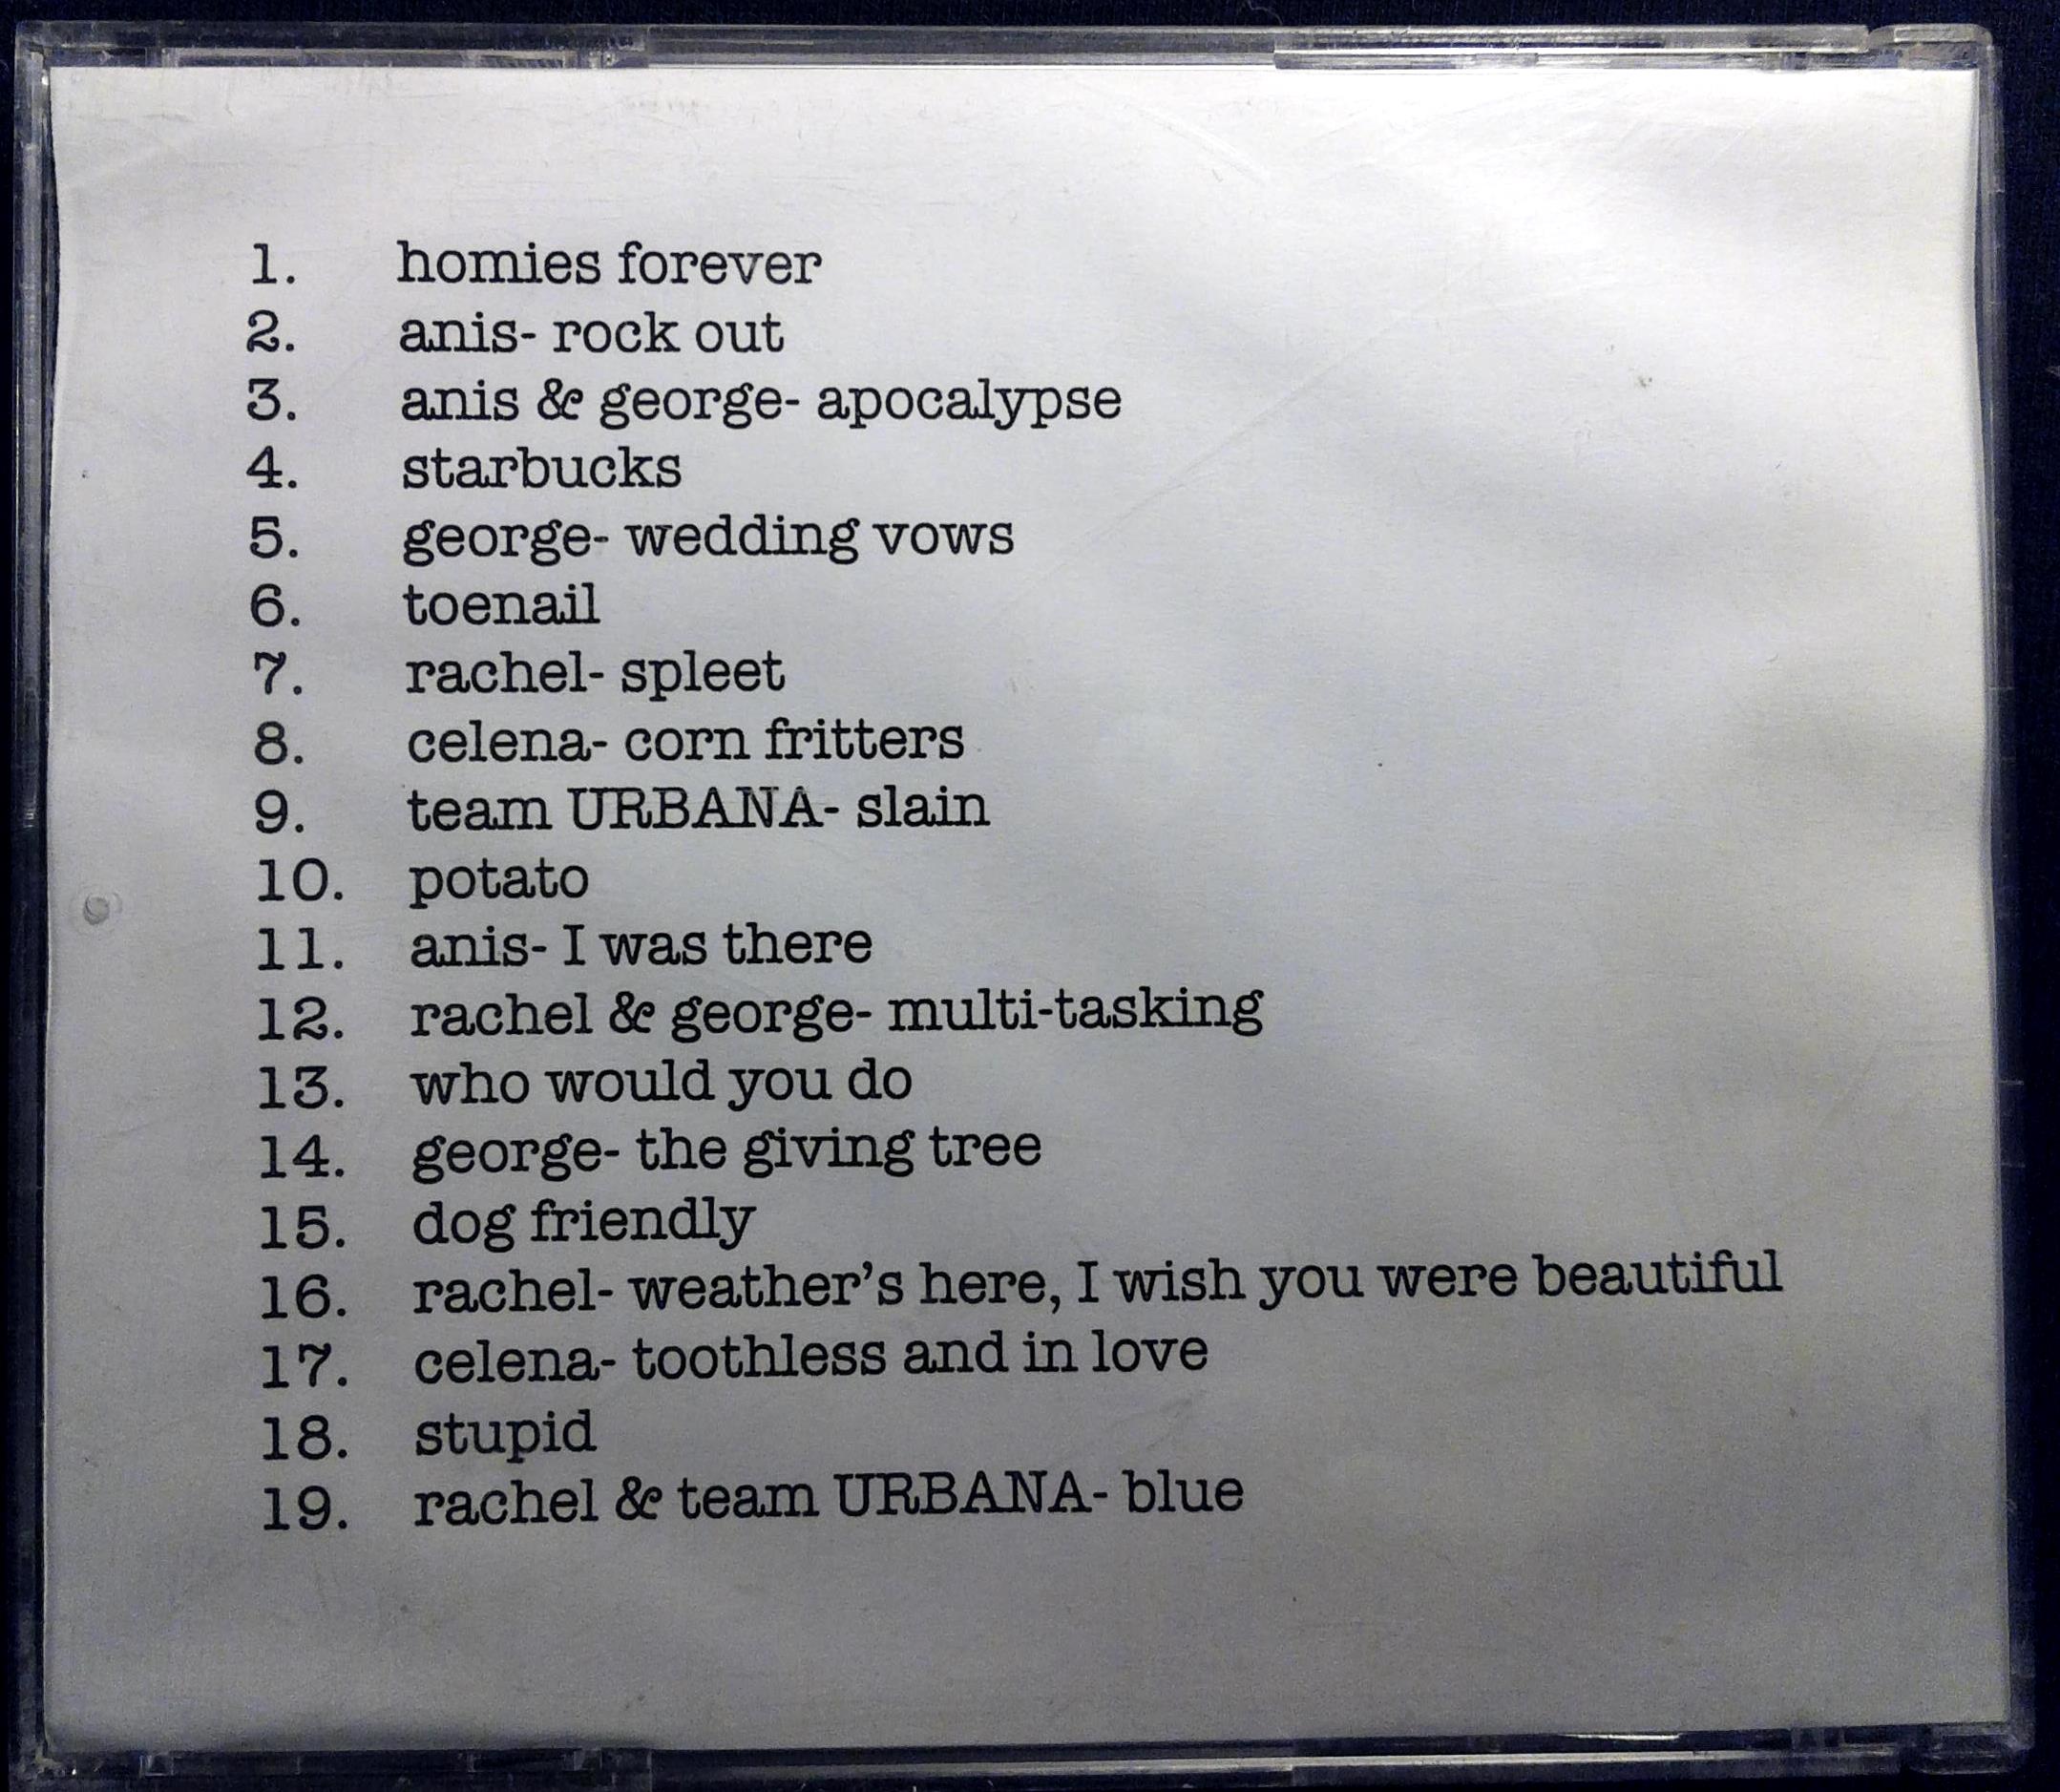 1. homies forever
2. anis- rock out
3. anis & george- apocalypse
4. starbucks
5. george- wedding vows
6. toenail
7. rachel- spleet
8. celena- corn fritters
9. team URBANA- slain
10. potato
11. anis- I was there
12. rachel & george- multi-tasking
13. who would you do
14. george- the giving tree
15. dog friendly
16. rachel- weather's here, I wish you were beautiful
17. celena- toothless and in love
18. stupid
19. rachel & team URBANA- blue